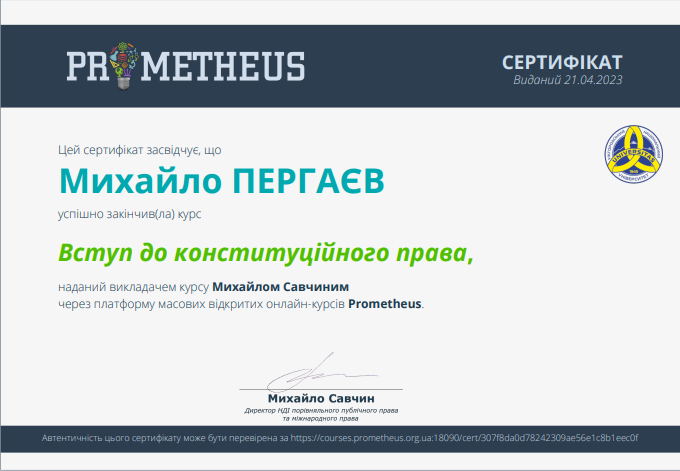 PROMETHEUS
СЕРТИФІКАТ
Виданий 21.04.2023
Цей сертифікат засвідчує, що
Михайло ПЕРГАЄВ
успішно закінчив(ла) курс
Вступ до конституційного права,
наданий викладачем курсу Михайлом Савчиним
через платформу масових відкритих онлайн-курсів Prometheus.
UNIVERSITAS
УНІВЕРСИТЕТ
Михайло Савчин
Директор НДІ порівняльного публічного права
та міжнародного права
Автентичність цього сертифікату може бути перевірена за https://courses.prometheus.org.ua:18090/cert/307f8da0d78242309ae56e1c8b1eec0f